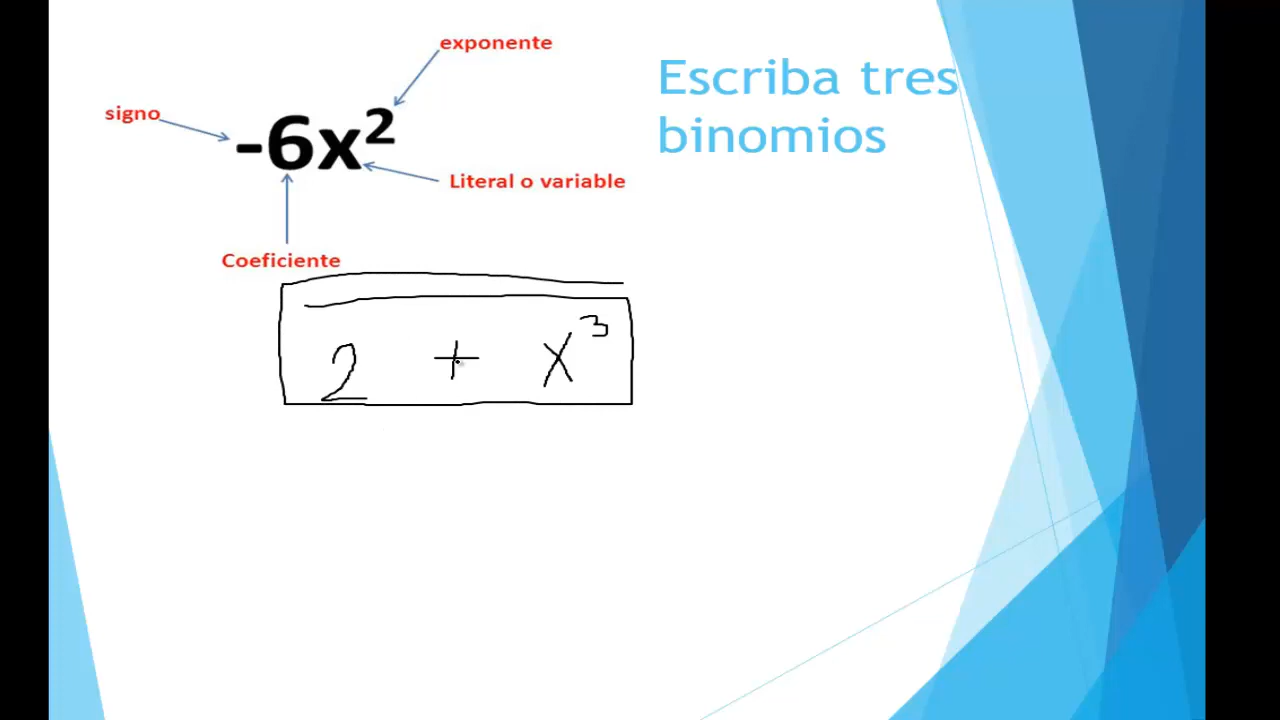 exponente
signo
-6x²
Literal o variable
Coeficiente
2 + x³
Escriba tres
binomios